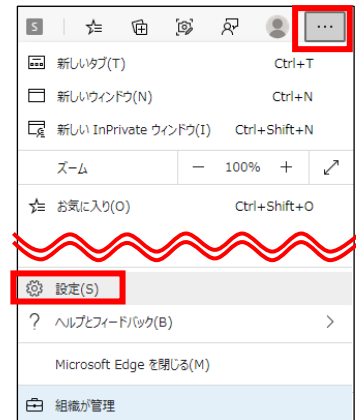 S
新しいタブ(T) Ctrl+T
新しいウィンドウ(N) Ctrl+N
新しい InPrivate ウィンドウ(I) Ctrl+Shift+N
ズーム — 100% +
お気に入り(O) Ctrl+Shift+O
設定(S)
? ヘルプとフィードバック(B)
Microsoft Edge を閉じる(M)
組織が管理